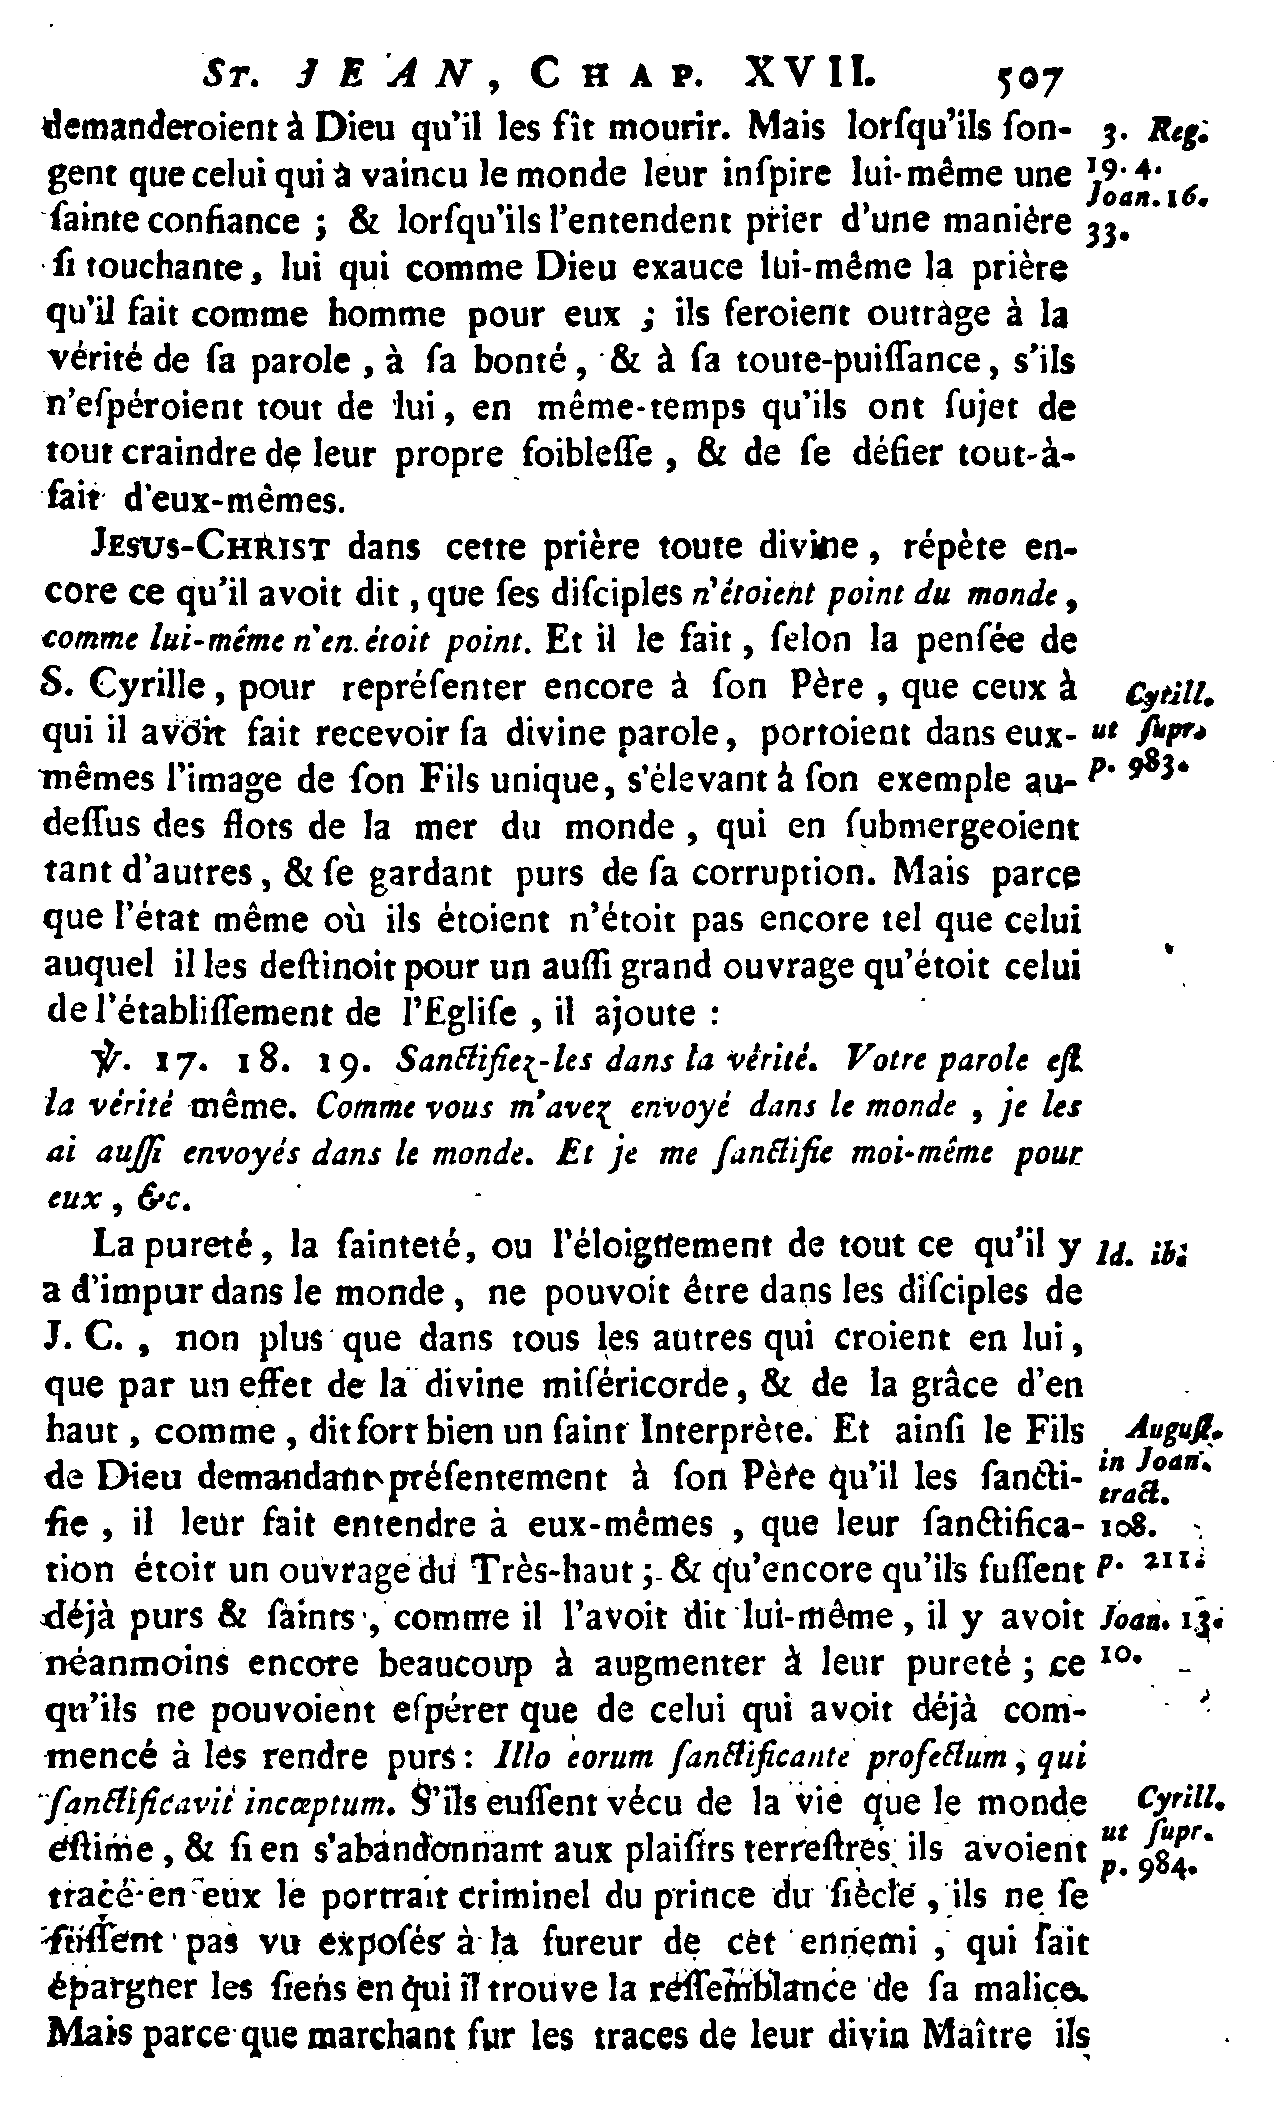 ST. JEAN, CHAP. XVII. 507
demanderoient à Dieu qu'il les fît mourir. Mais lorſqu'ils ſon-
gent que celui qui a vaincu le monde leur inſpire lui-même une
ſainte confiance ; & lorſqu'ils l'entendent prier d'une manière
ſi touchante, lui qui comme Dieu exauce lui-même la prière
qu'il fait comme homme pour eux ; ils feroient outrage à la
vérité de ſa parole, à ſa bonté, & à ſa toute-puiſſance, s'ils
n'eſpéroient tout de lui, en même-temps qu'ils ont ſujet de
tout craindre de leur propre foibleſſe, & de ſe défier tout-à-
fait d'eux-mêmes.
3. Reg.
19. 4.
Joan. 16.
33.
JESUS-CHRIST dans cette prière toute divine, répète en-
core ce qu'il avoit dit, que ſes diſciples n'étoient point du monde,
comme lui-même n'en étoit point. Et il le fait, ſelon la penſée de
S. Cyrille, pour repréſenter encore à ſon Père, que ceux à
qui il avoit fait recevoir ſa divine parole, portoient dans eux-
mêmes l'image de ſon Fils unique, s'élevant à ſon exemple au-
deſſus des flots de la mer du monde, qui en ſubmergeoient
tant d'autres, & ſe gardant purs de ſa corruption. Mais parce
que l'état même où ils étoient n'étoit pas encore tel que celui
auquel il les deſtinoit pour un auſſi grand ouvrage qu'étoit celui
de l'établiſſement de l'Egliſe, il ajoute :
Cyrill.
ut ſupr.
p. 983.
℣. 17. 18. 19. Sanctifiez-les dans la vérité. Votre parole eſt
la vérité même. Comme vous m'avez envoyé dans le monde, je les
ai auſſi envoyés dans le monde. Et je me ſanctifie moi-même pour
eux, &c.
La pureté, la ſainteté, ou l'éloignement de tout ce qu'il y
a d'impur dans le monde, ne pouvoit être dans les diſciples de
J. C., non plus que dans tous les autres qui croient en lui,
que par un effet de la divine miſéricorde, & de la grâce d'en
haut, comme, dit fort bien un ſaint Interprète. Et ainſi le Fils
de Dieu demandant préſentement à ſon Père qu'il les ſancti-
fie, il leur fait entendre à eux-mêmes, que leur ſanctifica-
tion étoit un ouvrage du Très-haut ; & qu'encore qu'ils fuſſent
déjà purs & ſaints, comme il l'avoit dit lui-même, il y avoit
néanmoins encore beaucoup à augmenter à leur pureté ; ce
qu'ils ne pouvoient eſpérer que de celui qui avoit déjà com-
mencé à les rendre purs : Illo eorum ſanctificante profectum, qui
ſanctificavit incœptum. S'ils euſſent vécu de la vie que le monde
eſtime, & ſi en s'abandonnant aux plaiſirs terreſtres ils avoient
tracé en eux le portrait criminel du prince du ſiècle, ils ne ſe
fuſſent pas vu expoſés à la fureur de cet ennemi, qui fait
épargner les ſiens en qui il trouve la reſſemblance de ſa malice.
Mais parce que marchant ſur les traces de leur divin Maître ils
Id. ib.
Auguſt.
in Joan.
tract.
108.
p. 211.
Joan. 13.
10.
Cyrill.
ut ſupr.
p. 984.